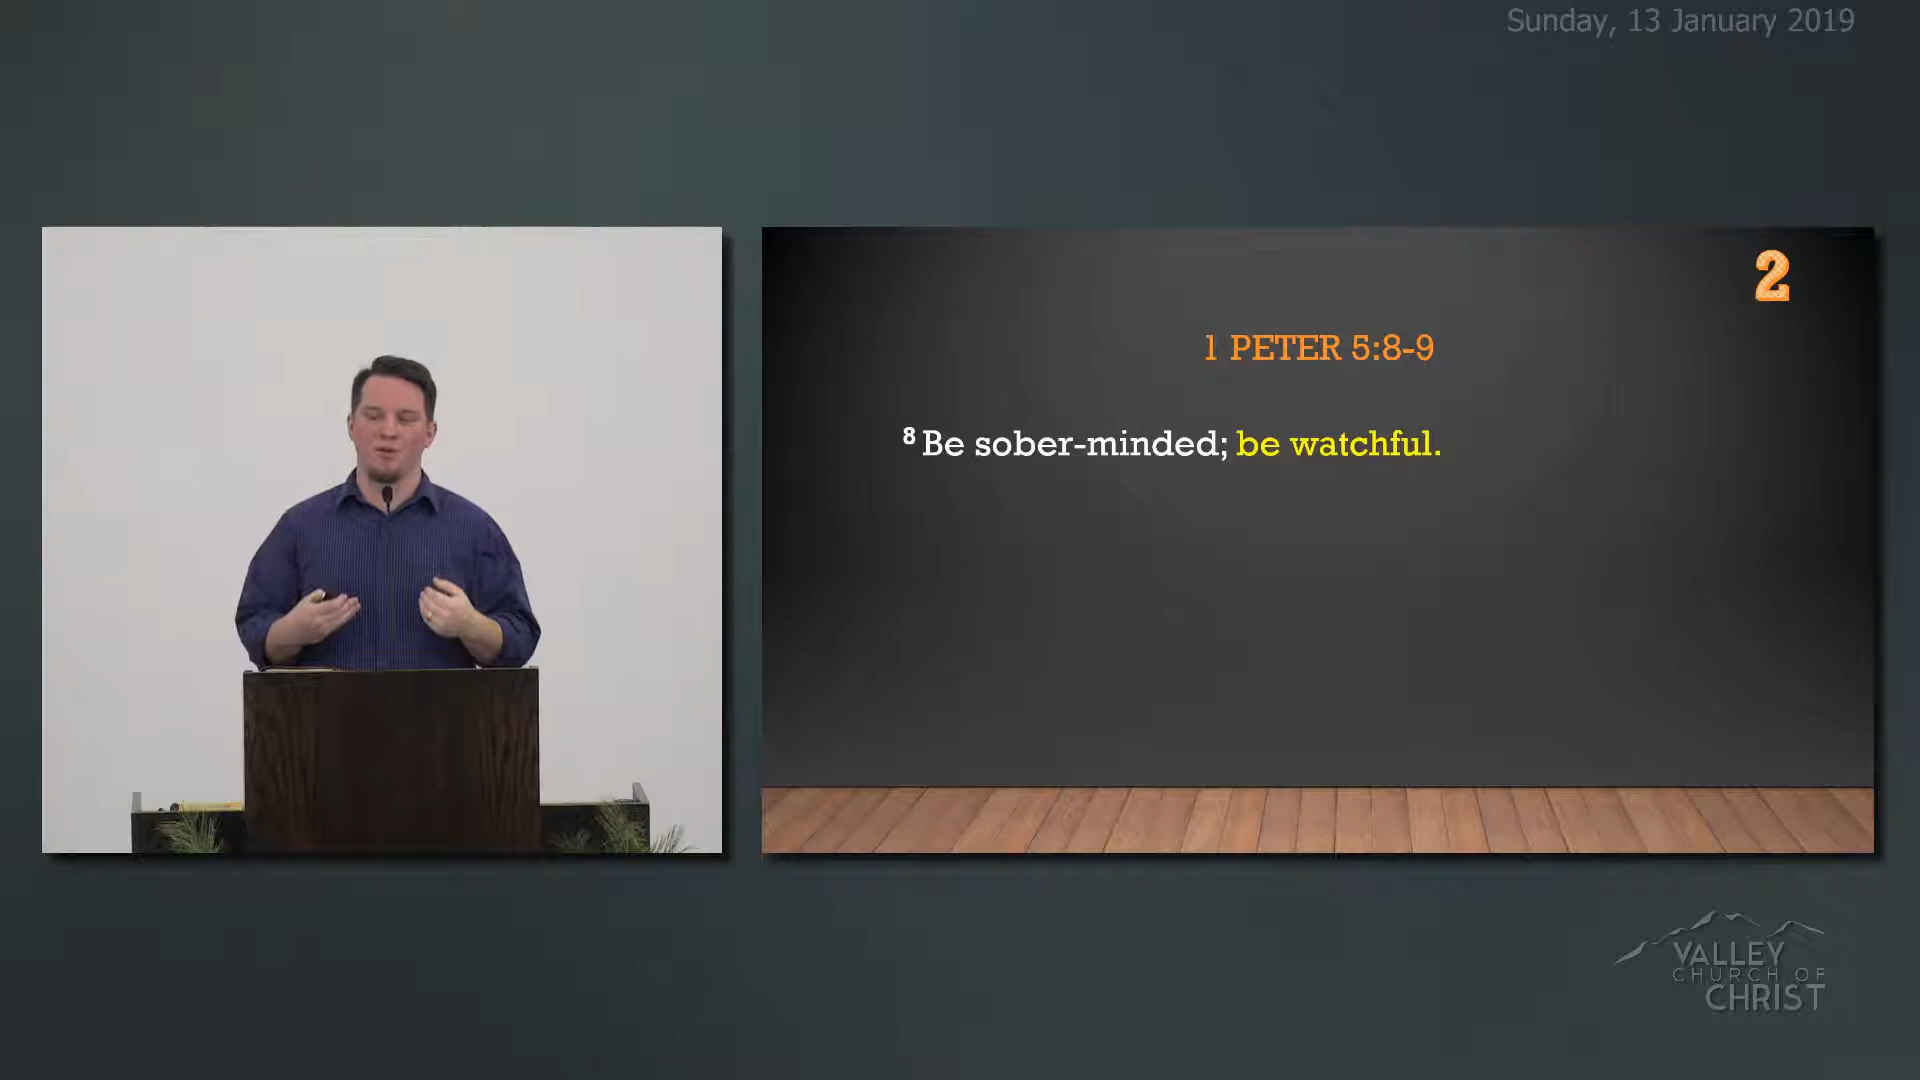 Sunday, 13 January 2019
2
1 PETER 5:8-9
8 Be sober-minded; be watchful.
VALLEY
CHURCH OF
CHRIST